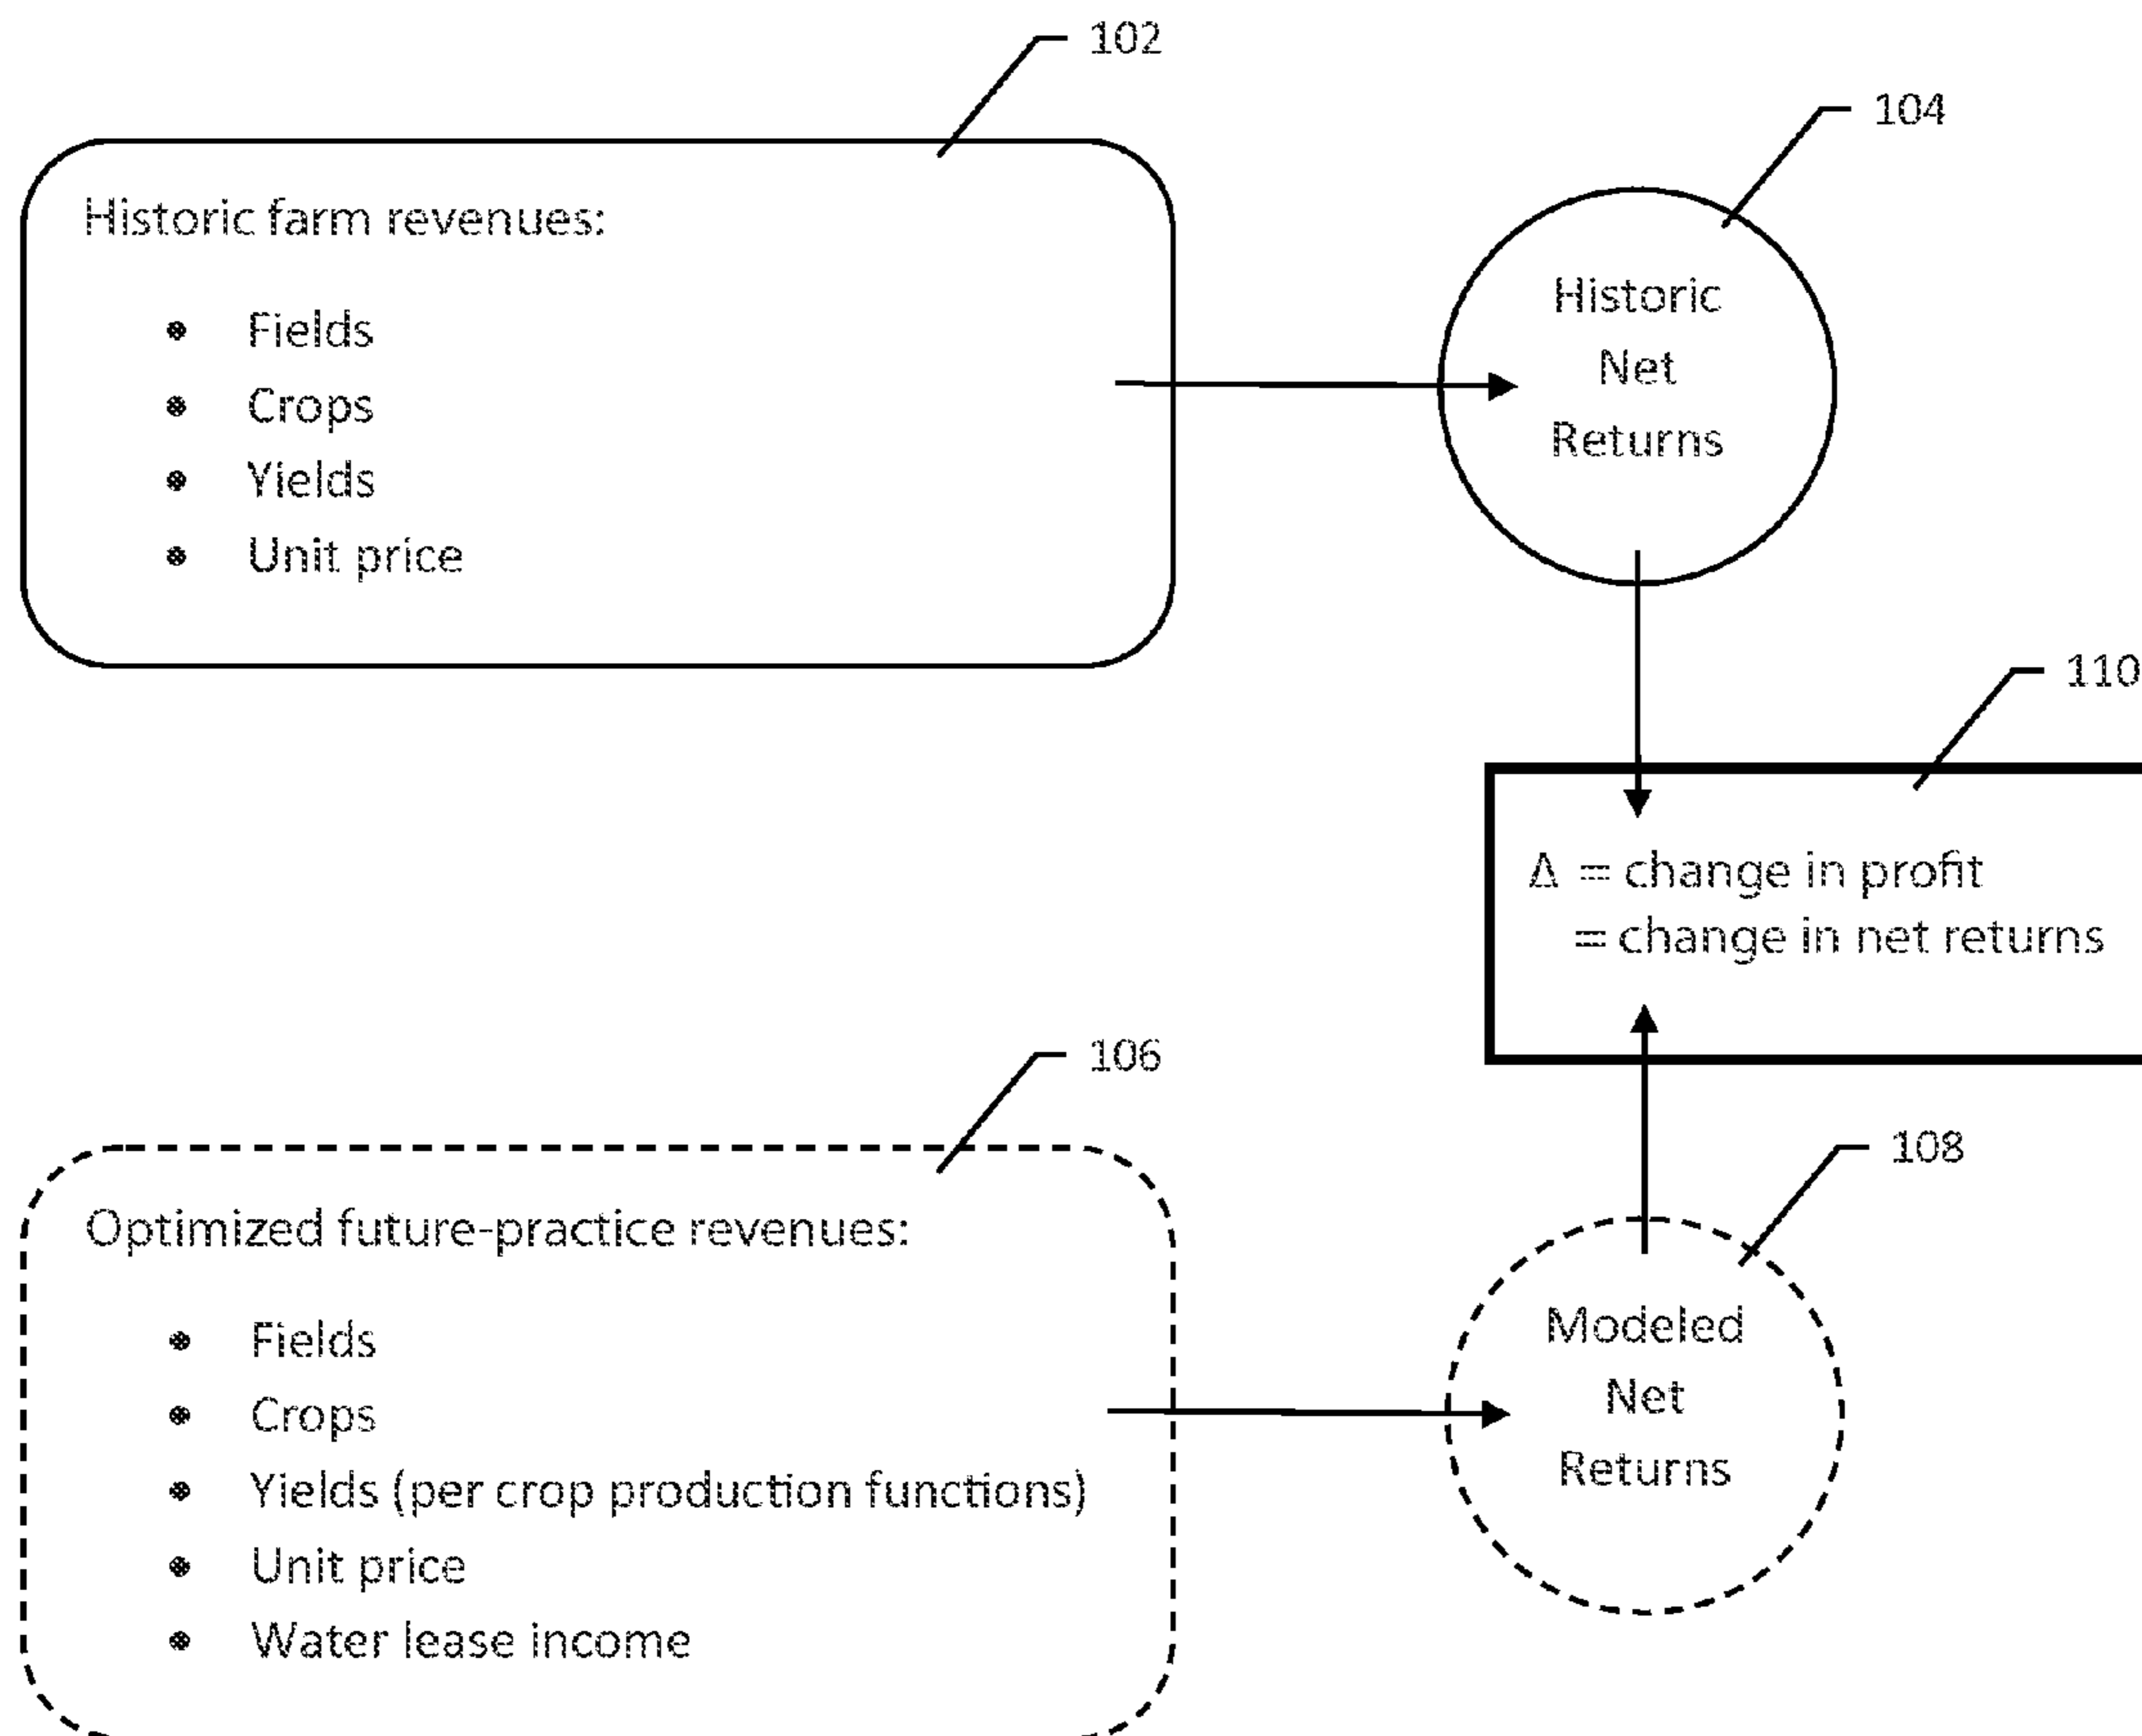 102
104
Historic farm revenues:
• Fields
• Crops
• Yields
• Unit price
Historic
Net
Returns
110
Δ = change in profit
= change in net returns
106
108
Optimized future-practice revenues:
• Fields
• Crops
• Yields (per crop production functions)
• Unit price
• Water lease income
Modeled
Net
Returns